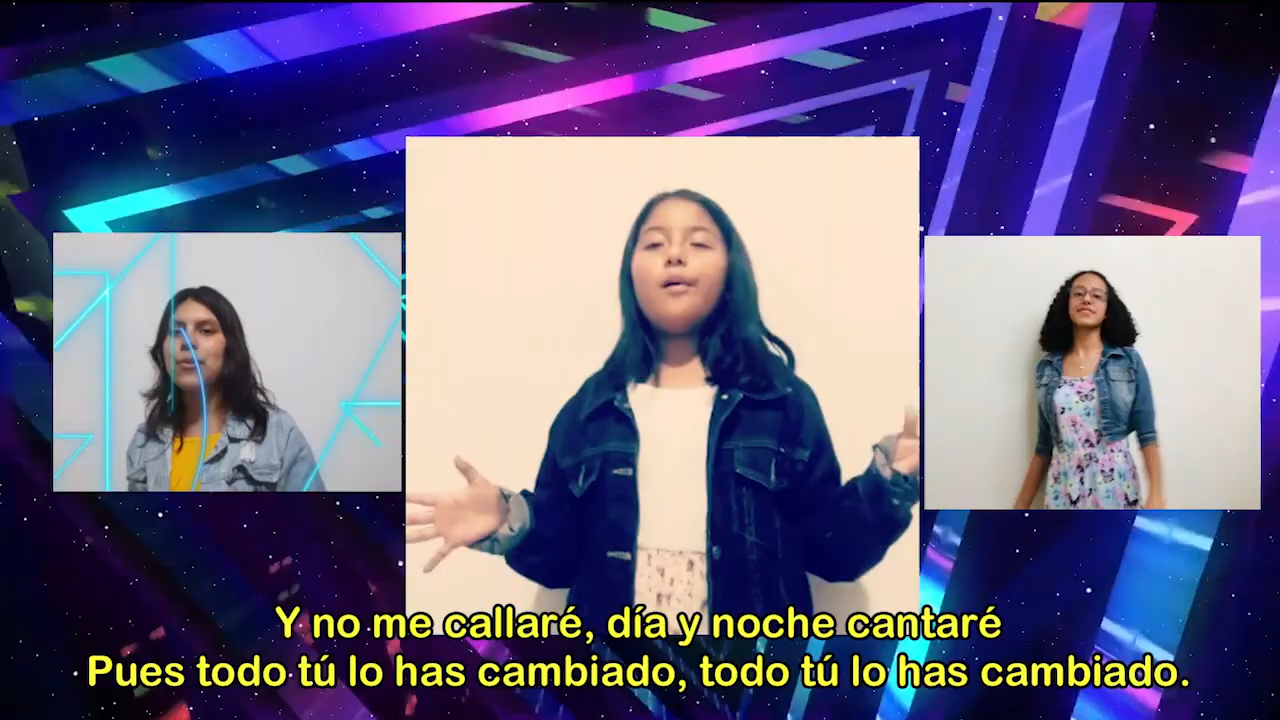 Y no me callaré, día y noche cantaré
Pues todo tú lo has cambiado, todo tú lo has cambiado.